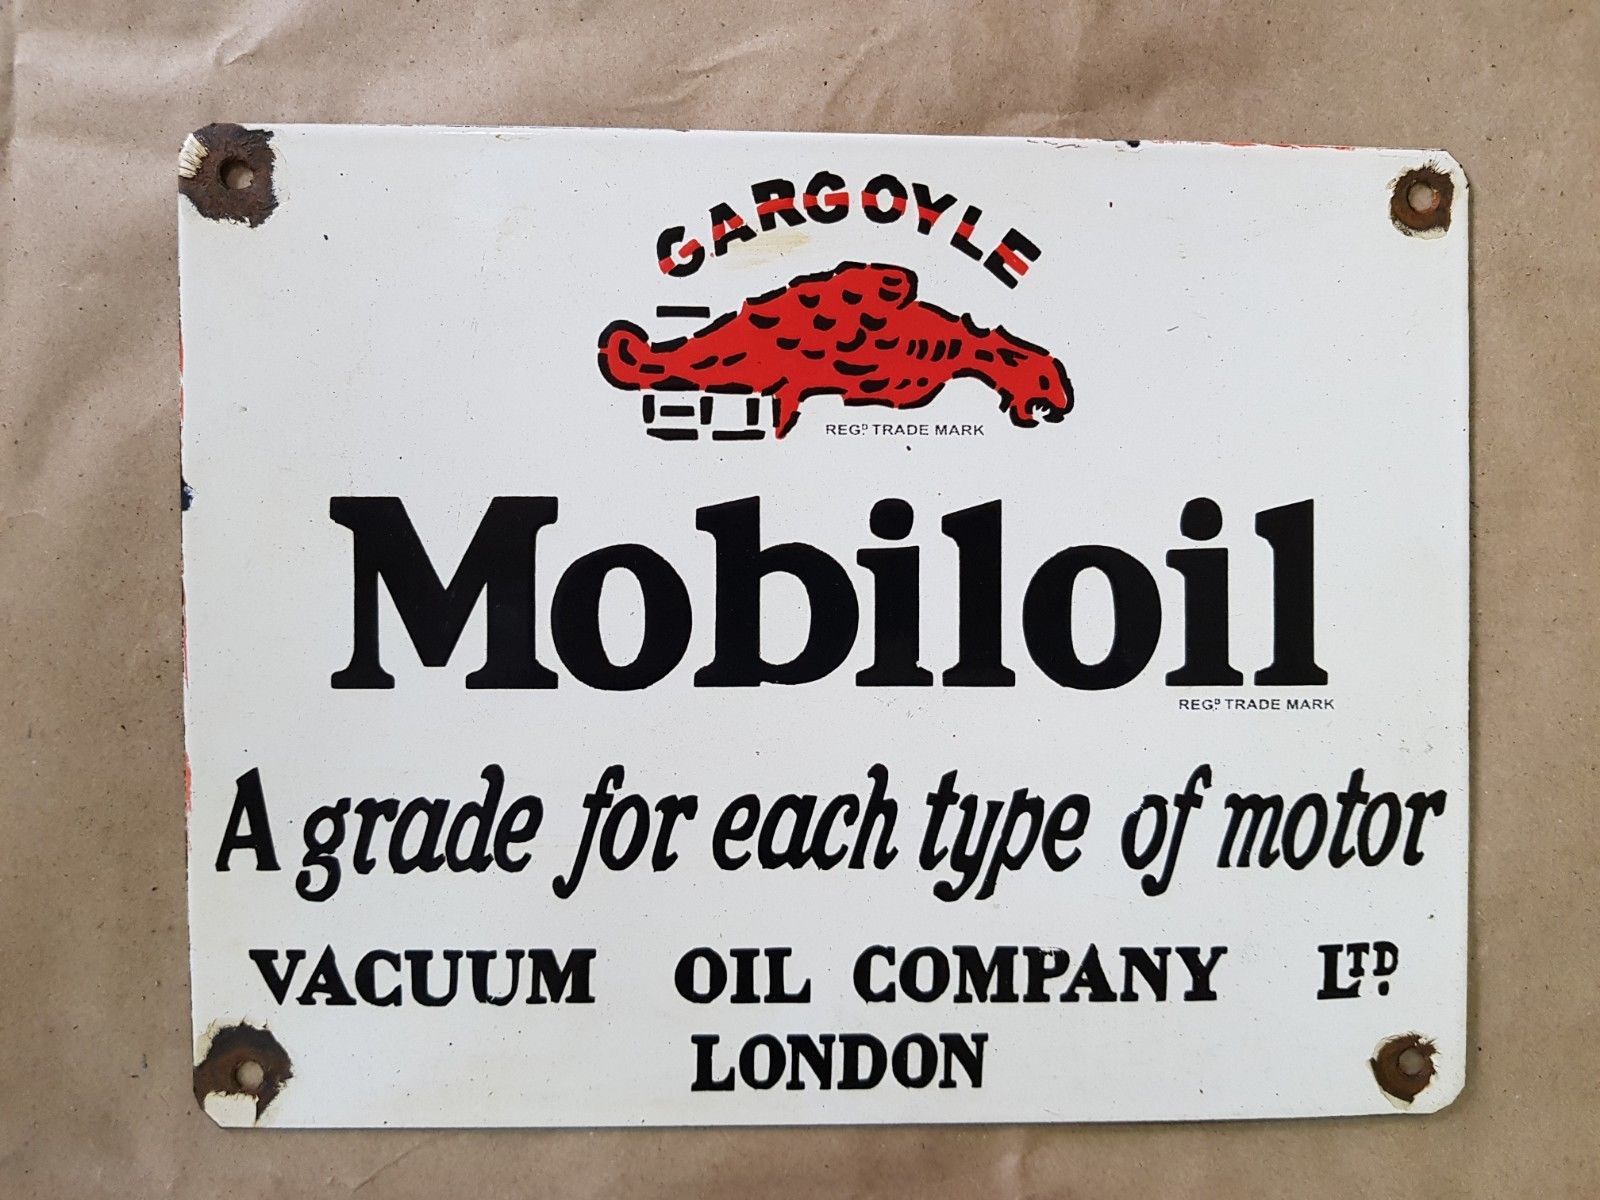 GARGOYLE
REGD. TRADE MARK
Mobiloil
REGD. TRADE MARK
A grade for each type of motor
VACUUM OIL COMPANY LTD.
LONDON